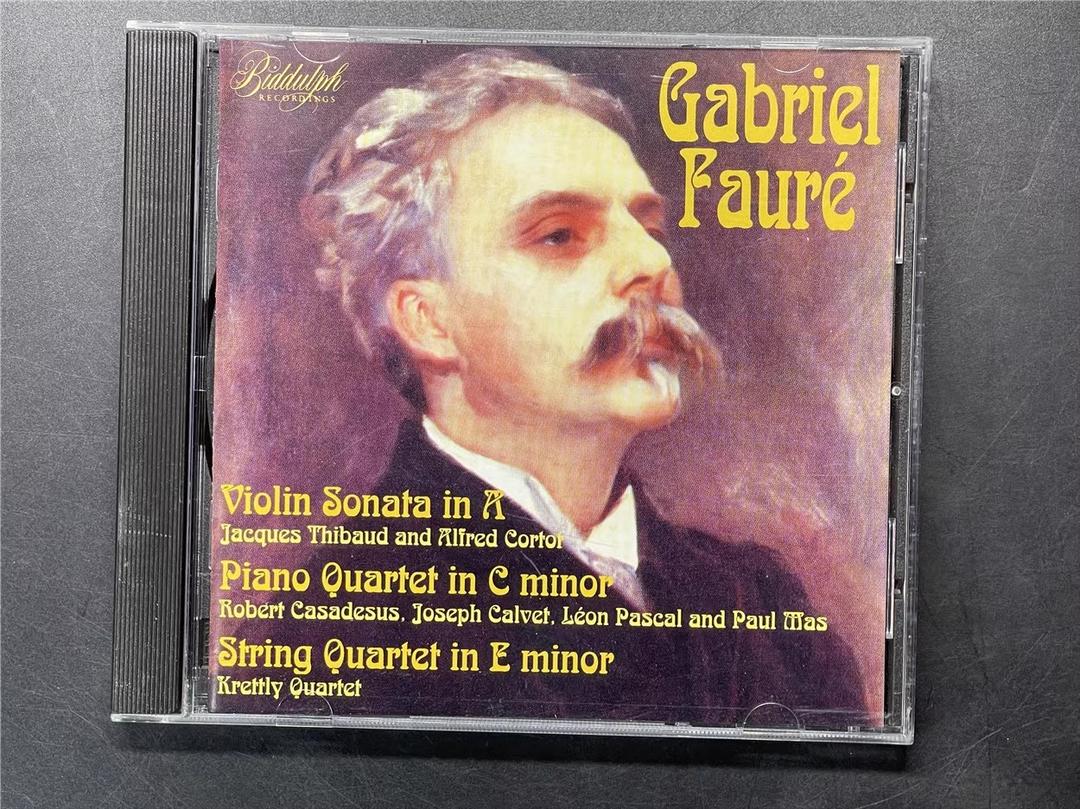 Biddulph
RECORDINGS
Gabriel
Fauré
Violin Sonata in A
Jacques Thibaud and Alfred Cortot
Piano Quartet in C minor
Robert Casadesus, Joseph Calvet, Léon Pascal and Paul Mas
String Quartet in E minor
Krettly Quartet